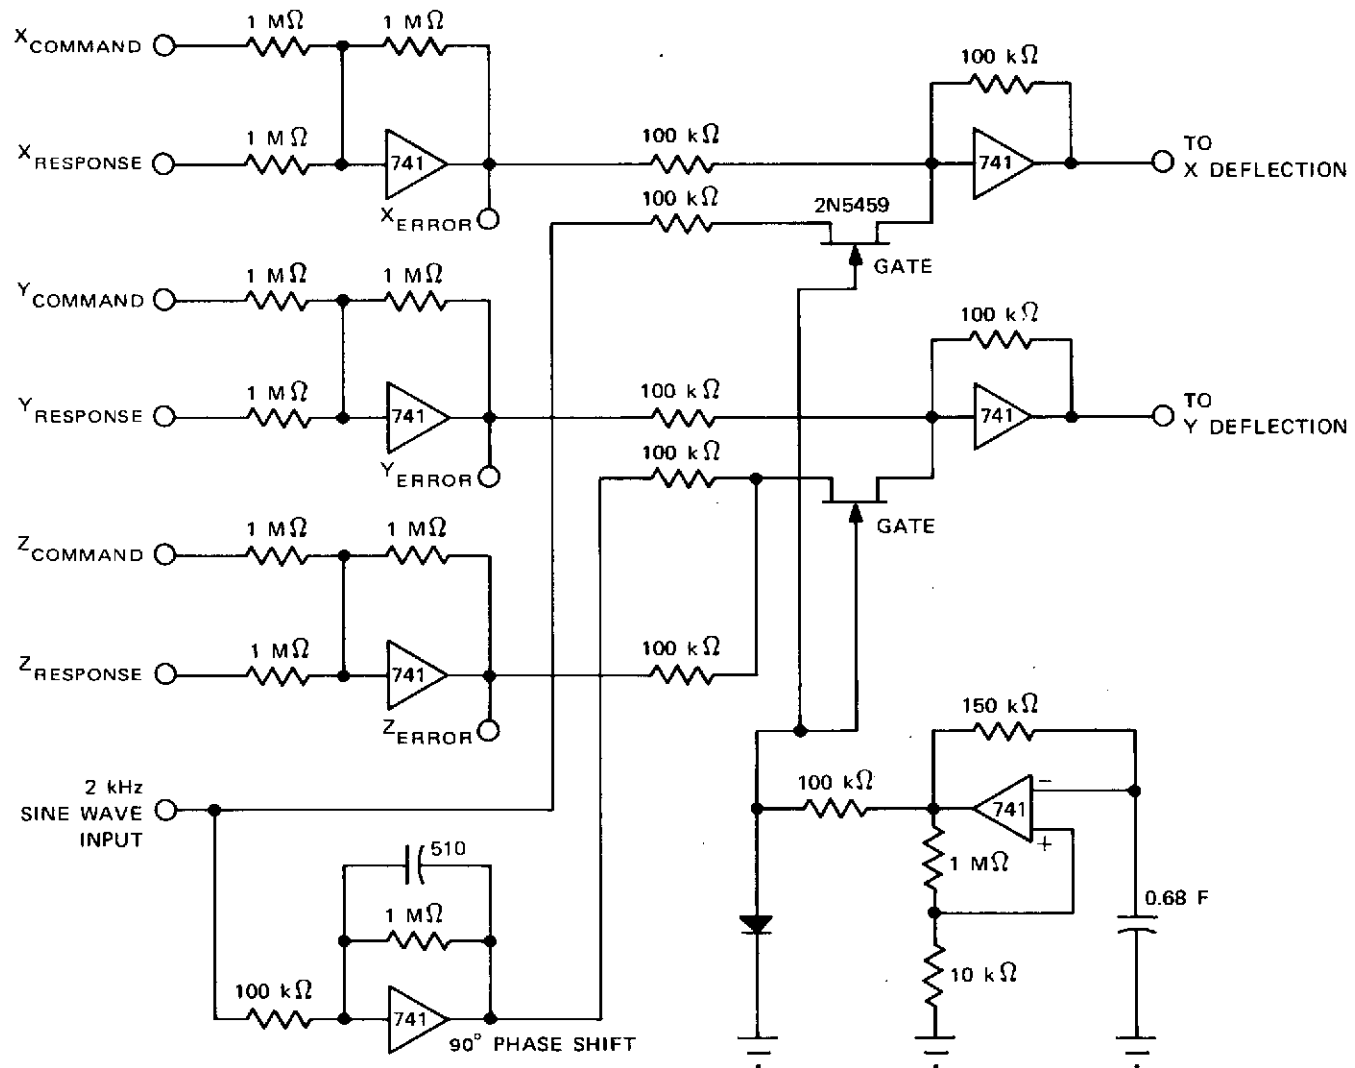 X COMMAND
1 MΩ
1 MΩ
X RESPONSE
1 MΩ
741
X ERROR
100 kΩ
100 kΩ
2N5459
GATE
100 kΩ
741
TO
X DEFLECTION
Y COMMAND
1 MΩ
1 MΩ
Y RESPONSE
1 MΩ
741
Y ERROR
100 kΩ
100 kΩ
GATE
100 kΩ
741
TO
Y DEFLECTION
Z COMMAND
1 MΩ
1 MΩ
Z RESPONSE
1 MΩ
741
Z ERROR
100 kΩ
2 kHz
SINE WAVE
INPUT
510
1 MΩ
100 kΩ
741
90° PHASE SHIFT
100 kΩ
150 kΩ
741
−
+
1 MΩ
10 kΩ
0.68 F